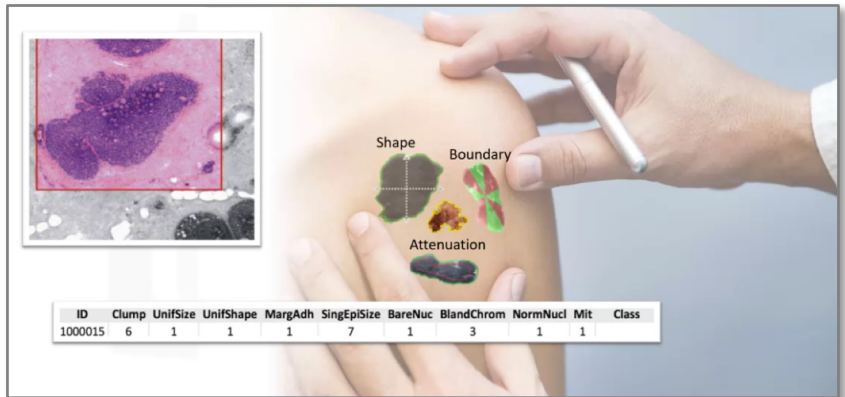 Shape
Boundary
Attenuation
ID Clump UnifSize UnifShape MargAdh SingEpiSize BareNuc BlandChrom NormNucl Mit Class
1000015 6 1 1 1 7 1 3 1 1